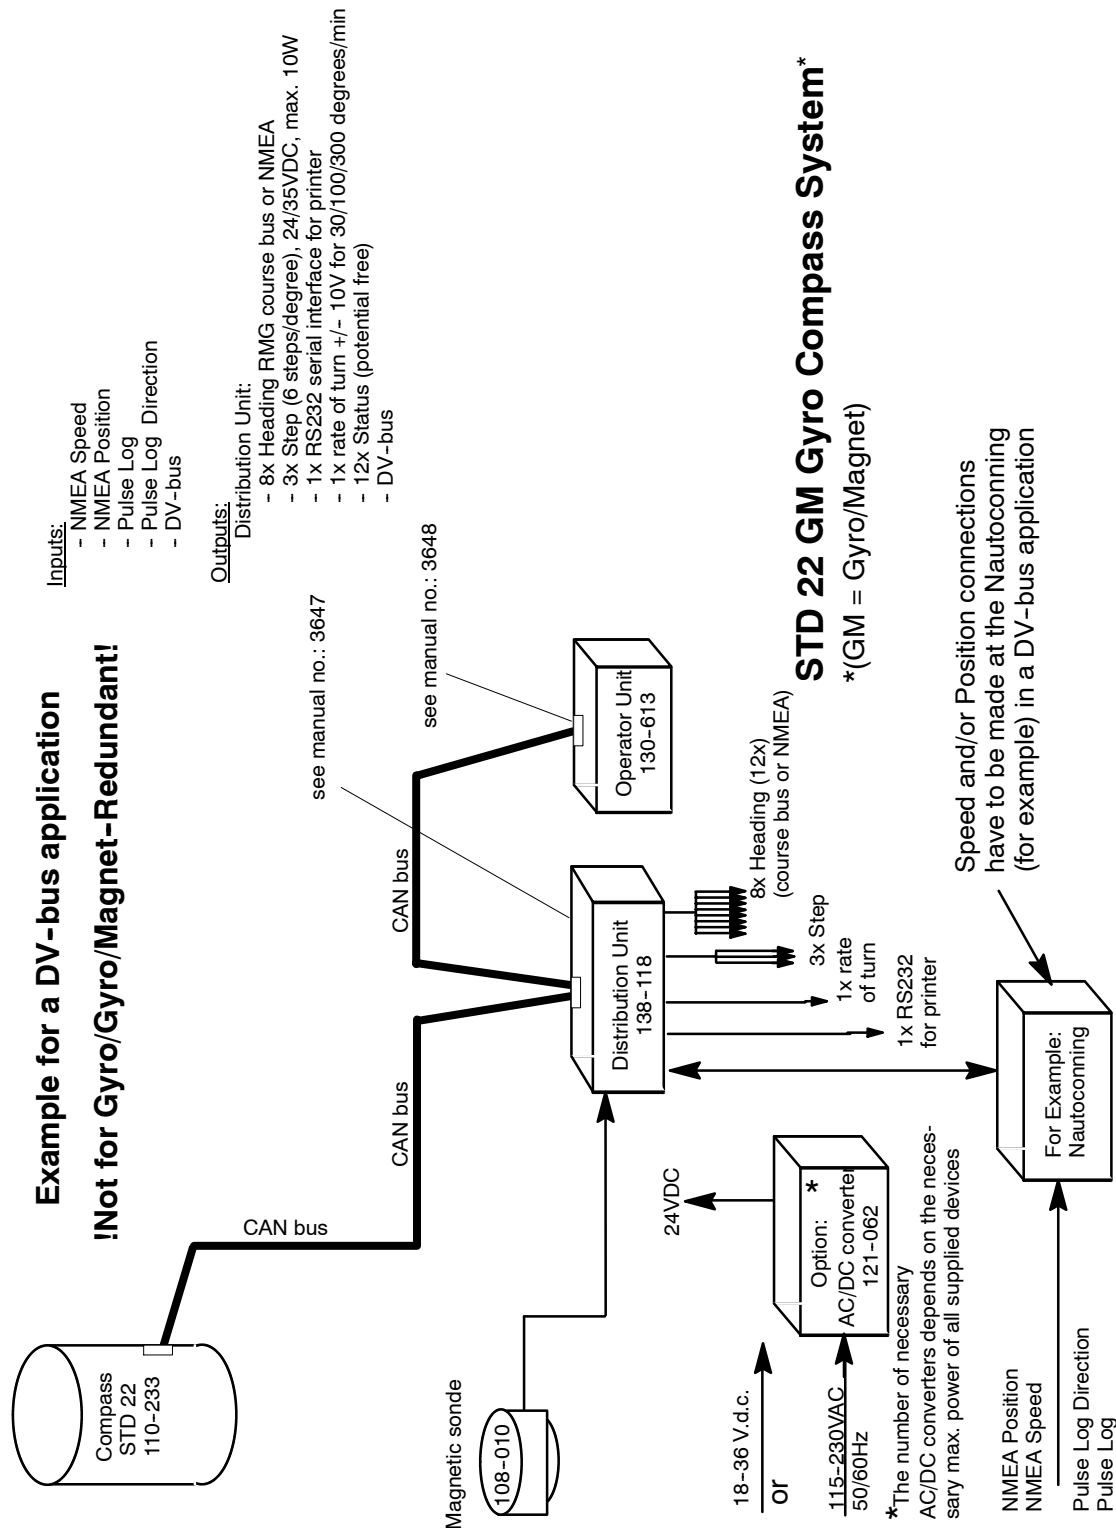 Example for a DV-bus application
!Not for Gyro/Gyro/Magnet-Redundant!
Inputs:
- NMEA Speed
- NMEA Position
- Pulse Log
- Pulse Log Direction
- DV-bus
Outputs:
Distribution Unit:
- 8x Heading RMG course bus or NMEA
- 3x Step (6 steps/degree), 24/35VDC, max. 10W
- 1x RS232 serial interface for printer
- 1x rate of turn +/- 10V for 30/100/300 degrees/min
- 12x Status (potential free)
- DV-bus
Compass
STD 22
110-233
CAN bus
CAN bus
CAN bus
see manual no.: 3647
see manual no.: 3648
Magnetic sonde
108-010
Distribution Unit
138-118
Operator Unit
130-613
8x Heading (12x)
(course bus or NMEA)
3x Step
1x rate
of turn
1x RS232
for printer
STD 22 GM Gyro Compass System*
*(GM = Gyro/Magnet)
24VDC
18-36 V.d.c.
or
115-230VAC
50/60Hz
Option: *
AC/DC converter
121-062
*The number of necessary
AC/DC converters depends on the neces-
sary max. power of all supplied devices
Speed and/or Position connections
have to be made at the Nautoconning
(for example) in a DV-bus application
For Example:
Nautoconning
NMEA Position
NMEA Speed
Pulse Log Direction
Pulse Log